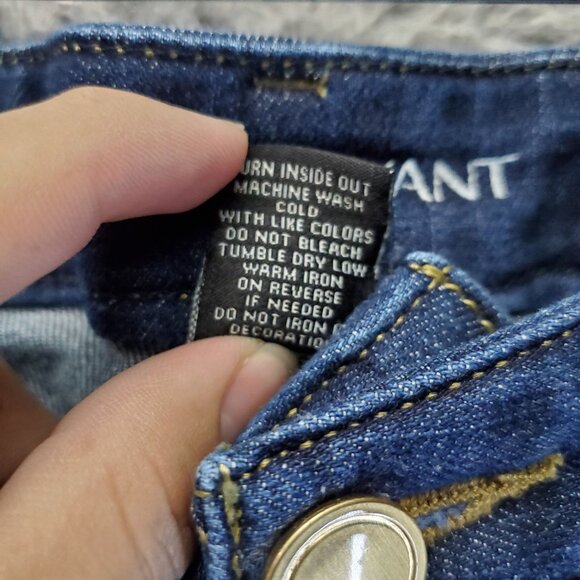 URN INSIDE OUT
MACHINE WASH
COLD
WITH LIKE COLORS
DO NOT BLEACH
TUMBLE DRY LOW
WARM IRON
ON REVERSE
IF NEEDED
DO NOT IRON O
DECORATION
ANT